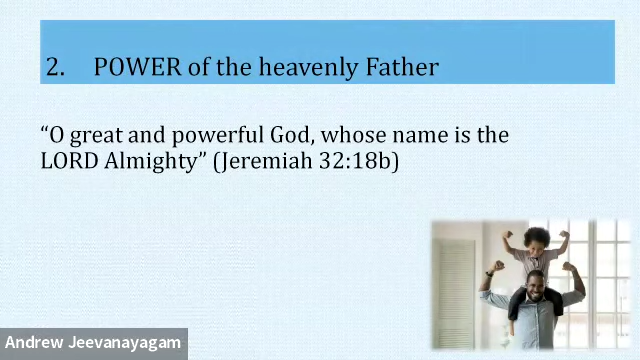 2. POWER of the heavenly Father
“O great and powerful God, whose name is the
LORD Almighty” (Jeremiah 32:18b)
Andrew Jeevanayagam